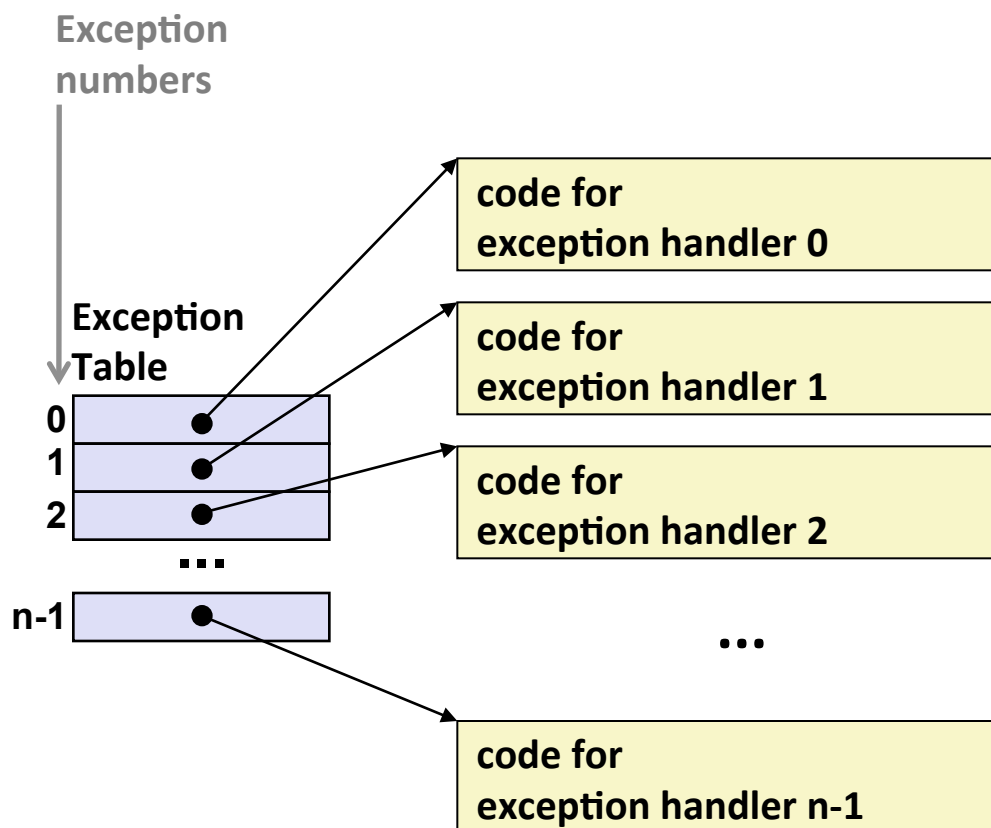 Exception
numbers
code for
exception handler 0
Exception
Table
code for
exception handler 1
0
1
2
code for
exception handler 2
...
n-1
...
code for
exception handler n-1